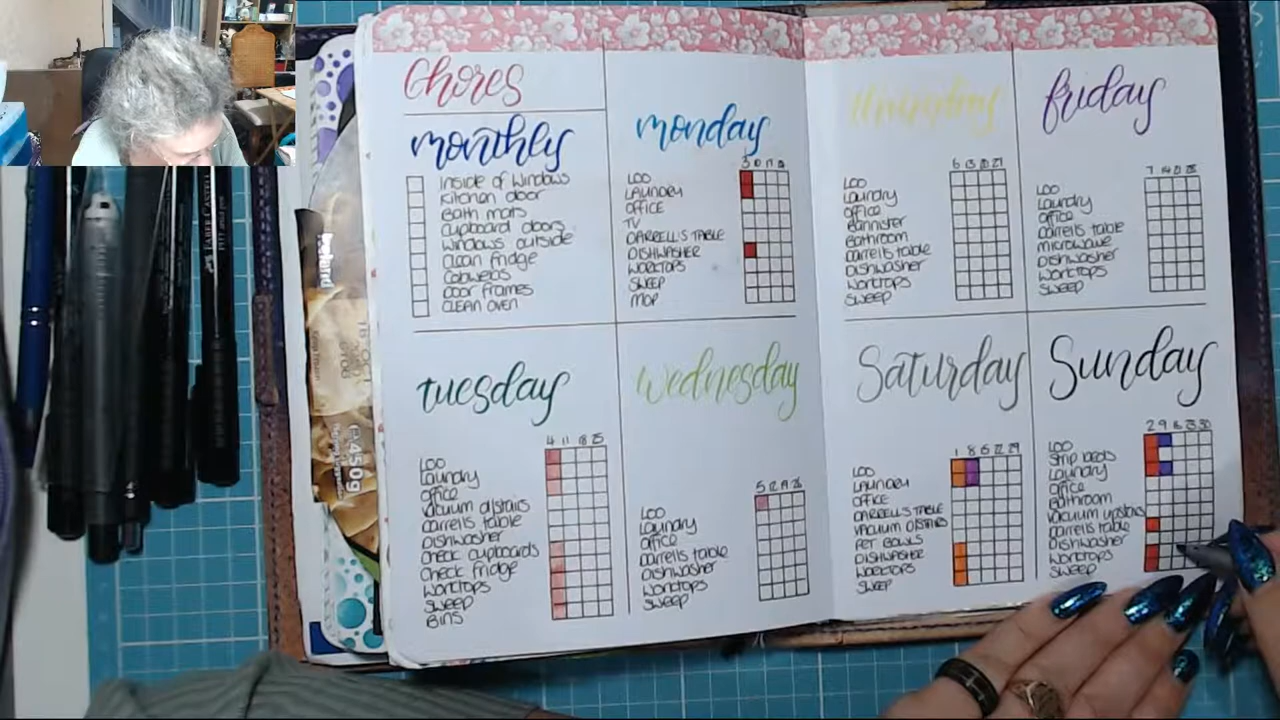 Chores
monthly
Inside of Windows
Kitchen door
Bath mats
cupboard doors
Windows outside
Clean fridge
Cobwebs
Door frames
CLEAN OVEN
monday
3 10 17
LOO
LAUNDRY
OFFICE
TV
DARRELL'S TABLE
DISHWASHER
WORKTOPS
SWEEP
MOP
tuesday
4 11 18 25
LOO
Laundry
Office
Vacuum d/stairs
Darrells table
Dishwasher
Check cupboards
Check fridge
Worktops
Sweep
BINS
wednesday
5 12 19 26
LOO
Laundry
Office
Darrells table
Dishwasher
Worktops
Sweep
thursday
6 13 20 27
LOO
Laundry
Office
Bannister
Bathroom
Darrells table
Dishwasher
Worktops
Sweep
friday
7 14 21 28
LOO
Laundry
Office
Darrells table
Microwave
Dishwasher
Worktops
Sweep
Saturday
1 8 15 22 29
LOO
LAUNDRY
OFFICE
DARRELL'S TABLE
VACUUM D/STAIRS
PET BOWLS
DISHWASHER
WORKTOPS
SWEEP
Sunday
2 9 16 23 30
LOO
Strip beds
Laundry
Office
Bathroom
Vacuum upstairs
Darrells table
Dishwasher
Worktops
Sweep
450g
FABER-CASTELL